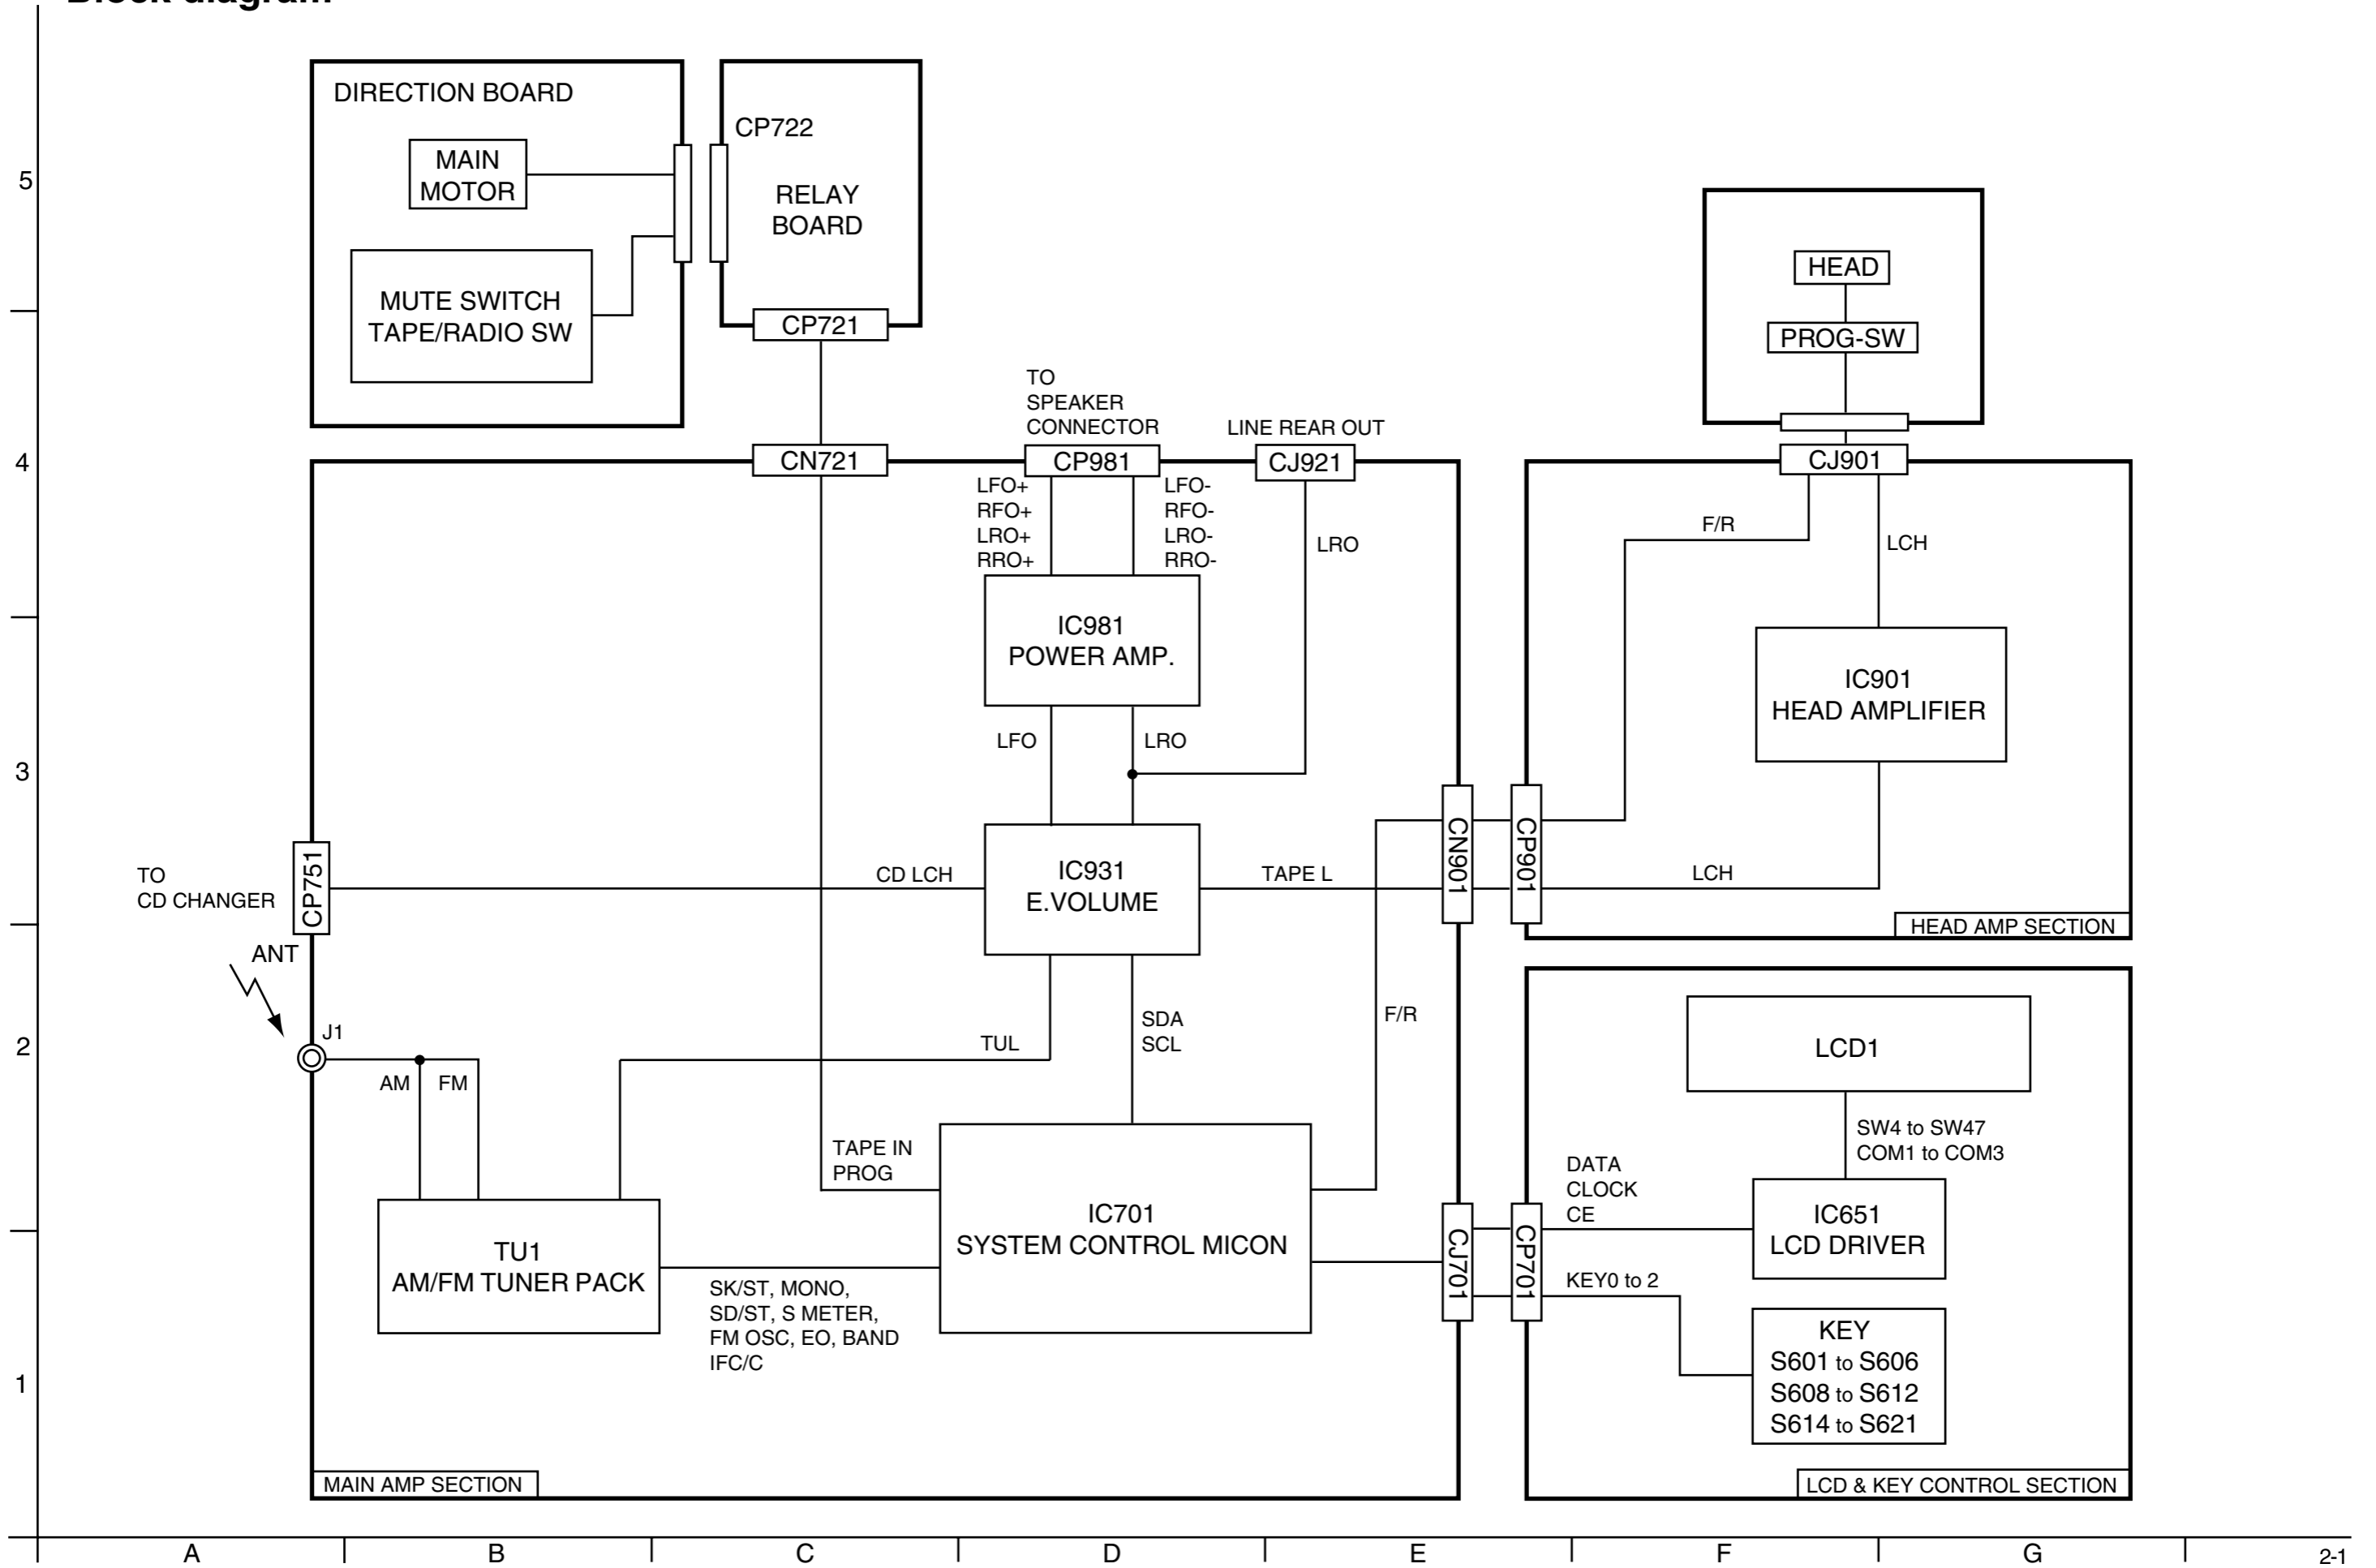 Block diagram
DIRECTION BOARD
MAIN
MOTOR
MUTE SWITCH
TAPE/RADIO SW
CP722
RELAY
BOARD
CP721
HEAD
PROG-SW
TO
SPEAKER
CONNECTOR
LINE REAR OUT
CN721
CP981
CJ921
CJ901
LFO+
RFO+
LRO+
RRO+
LFO-
RFO-
LRO-
RRO-
LRO
F/R
LCH
IC981
POWER AMP.
IC901
HEAD AMPLIFIER
LFO
LRO
CN901
CP901
TO
CD CHANGER
CP751
CD LCH
IC931
E.VOLUME
TAPE L
LCH
HEAD AMP SECTION
ANT
J1
AM
FM
TUL
SDA
SCL
F/R
LCD1
SW4 to SW47
COM1 to COM3
TAPE IN
PROG
DATA
CLOCK
CE
IC701
SYSTEM CONTROL MICON
TU1
AM/FM TUNER PACK
SK/ST, MONO,
SD/ST, S METER,
FM OSC, EO, BAND
IFC/C
CJ701
CP701
IC651
LCD DRIVER
KEY0 to 2
KEY
S601 to S606
S608 to S612
S614 to S621
MAIN AMP SECTION
LCD & KEY CONTROL SECTION
5
4
3
2
1
A
B
C
D
E
F
G
2-1